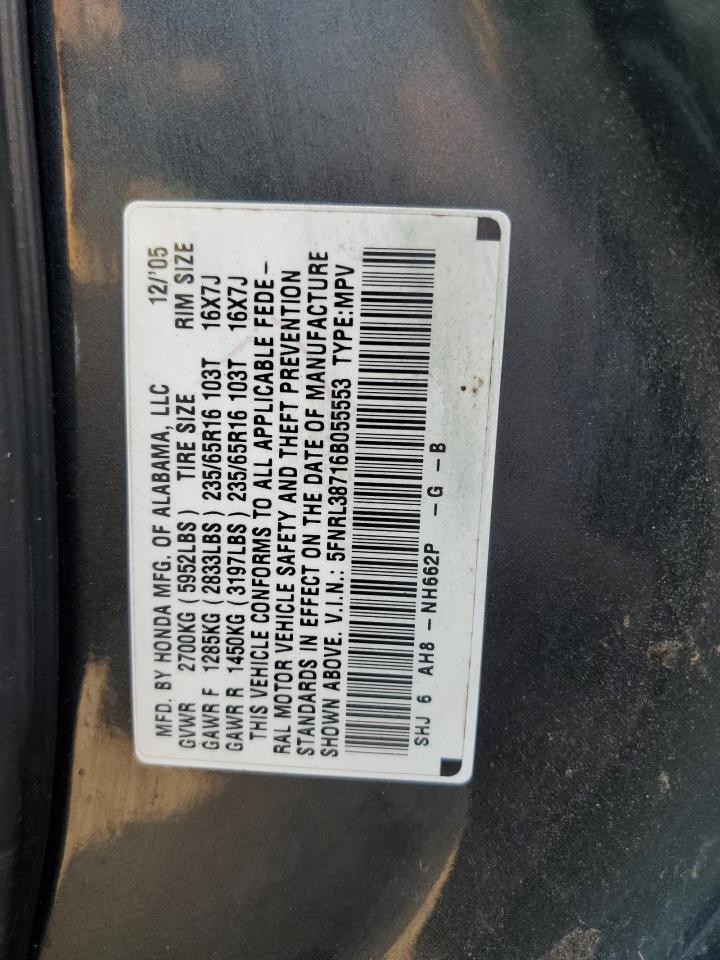 MFD. BY HONDA MFG. OF ALABAMA, LLC 12/'05
GVWR 2700KG (5952LBS) TIRE SIZE RIM SIZE
GAWR F 1285KG (2833LBS) 235/65R16 103T 16X7J
GAWR R 1450KG (3197LBS) 235/65R16 103T 16X7J
THIS VEHICLE CONFORMS TO ALL APPLICABLE FEDE-
RAL MOTOR VEHICLE SAFETY AND THEFT PREVENTION
STANDARDS IN EFFECT ON THE DATE OF MANUFACTURE
SHOWN ABOVE. V.I.N.: 5FNRL38716B055553 TYPE:MPV
SHJ 6 AH8 -NH662P -G -B